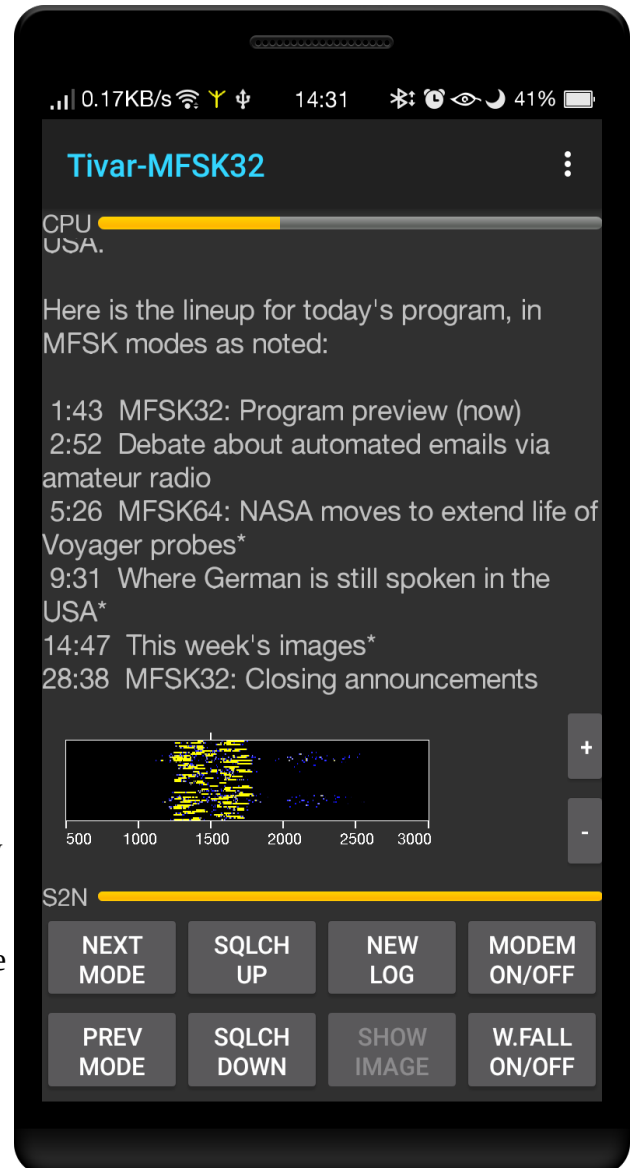 0.17KB/s 14:31 41%
Tivar-MFSK32
CPU
USA.
Here is the lineup for today's program, in
MFSK modes as noted:
1:43 MFSK32: Program preview (now)
2:52 Debate about automated emails via
amateur radio
5:26 MFSK64: NASA moves to extend life of
Voyager probes*
9:31 Where German is still spoken in the
USA*
14:47 This week's images*
28:38 MFSK32: Closing announcements
+
-
500 1000 1500 2000 2500 3000
S2N
NEXT MODE
SQLCH UP
NEW LOG
MODEM ON/OFF
PREV MODE
SQLCH DOWN
SHOW IMAGE
W.FALL ON/OFF